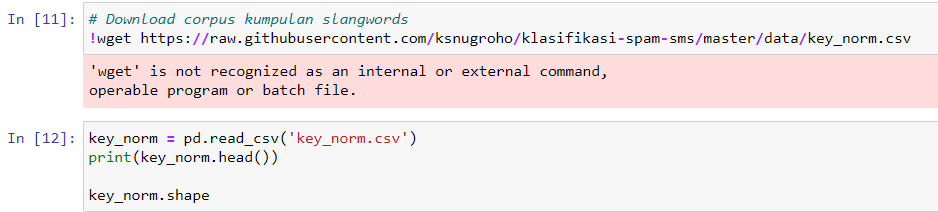 In [11]: # Download corpus kumpulan slangwords
!wget https://raw.githubusercontent.com/ksnugroho/klasifikasi-spam-sms/master/data/key_norm.csv
'wget' is not recognized as an internal or external command,
operable program or batch file.
In [12]: key_norm = pd.read_csv('key_norm.csv')
print(key_norm.head())
key_norm.shape